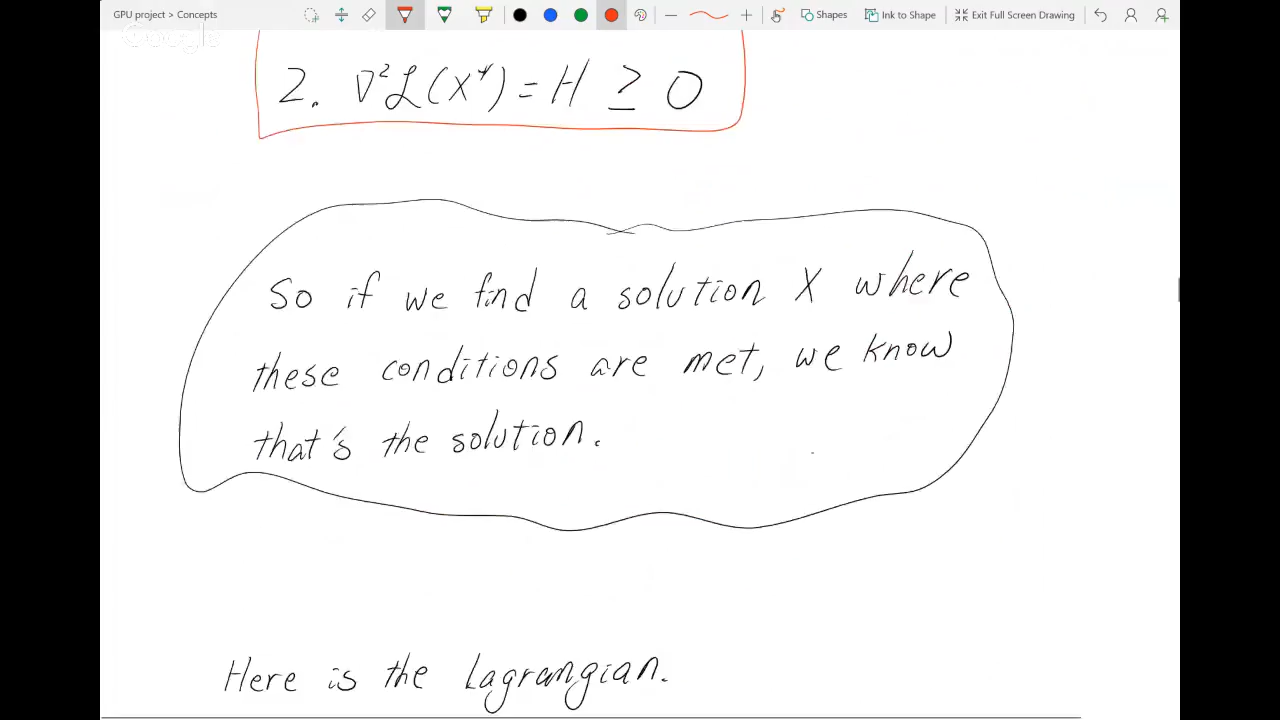 GPU project > Concepts
Shapes
Ink to Shape
Exit Full Screen Drawing
Google
2. ∇²ℒ(X*) = H ≥ 0
So if we find a solution X where
these conditions are met, we know
that's the solution.
Here is the Lagrangian.